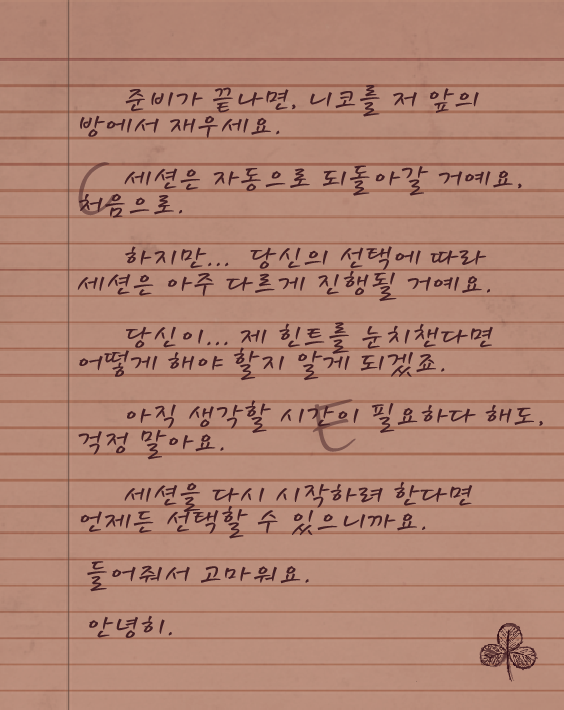 준비가 끝나면, 니코를 저 앞의
방에서 재우세요.
세션은 자동으로 되돌아갈 거예요,
처음으로.
하지만... 당신의 선택에 따라
세션은 아주 다르게 진행될 거예요.
당신이... 제 힌트를 눈치챈다면
어떻게 해야 할지 알게 되겠죠.
아직 생각할 시간이 필요하다 해도,
걱정 말아요.
세션을 다시 시작하려 한다면
언제든 선택할 수 있으니까요.
들어줘서 고마워요.
안녕히.